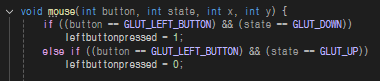 void mouse(int button, int state, int x, int y) {
if ((button == GLUT_LEFT_BUTTON) && (state == GLUT_DOWN))
leftbuttonpressed = 1;
else if ((button == GLUT_LEFT_BUTTON) && (state == GLUT_UP))
leftbuttonpressed = 0;